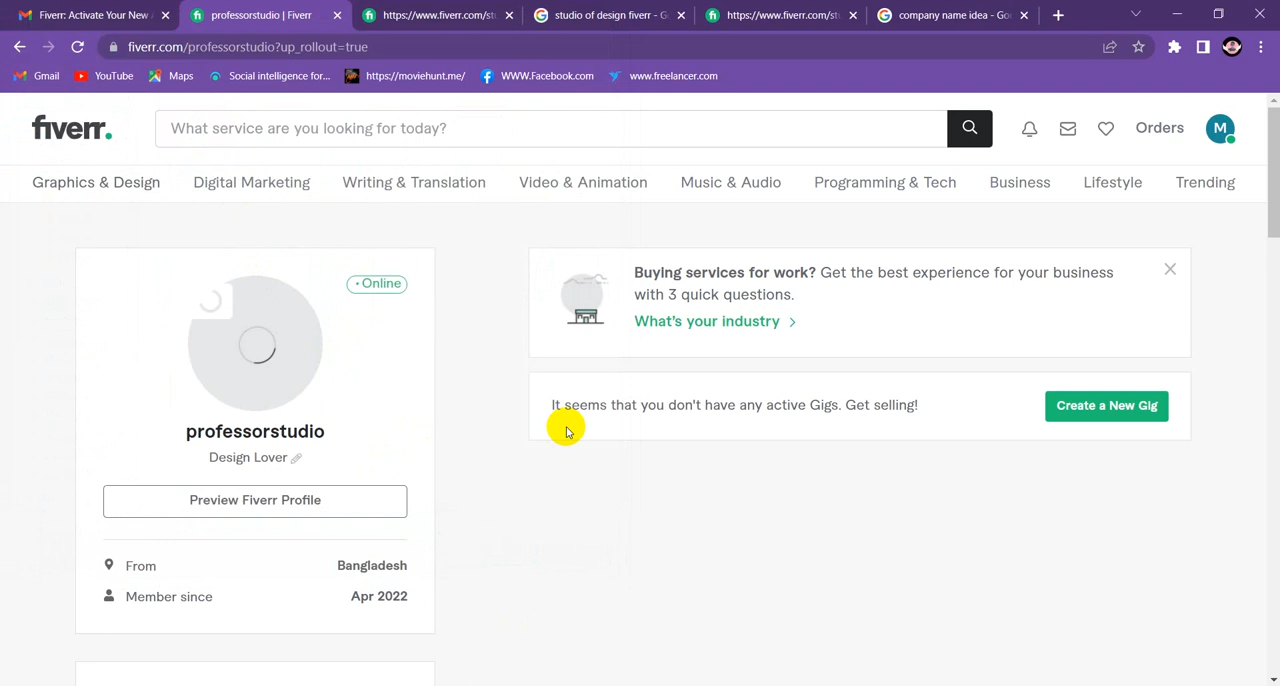 Fiverr: Activate Your New A
professorstudio | Fiverr
https://www.fiverr.com/stu
studio of design fiverr - Go
https://www.fiverr.com/stu
company name idea - Goo
fiverr.com/professorstudio?up_rollout=true
Gmail YouTube Maps Social intelligence for... https://moviehunt.me/ WWW.Facebook.com www.freelancer.com
fiverr. What service are you looking for today? Orders M
Graphics & Design Digital Marketing Writing & Translation Video & Animation Music & Audio Programming & Tech Business Lifestyle Trending
• Online
professorstudio
Design Lover
Preview Fiverr Profile
From Bangladesh
Member since Apr 2022
Buying services for work? Get the best experience for your business
with 3 quick questions.
What's your industry >
It seems that you don't have any active Gigs. Get selling! Create a New Gig